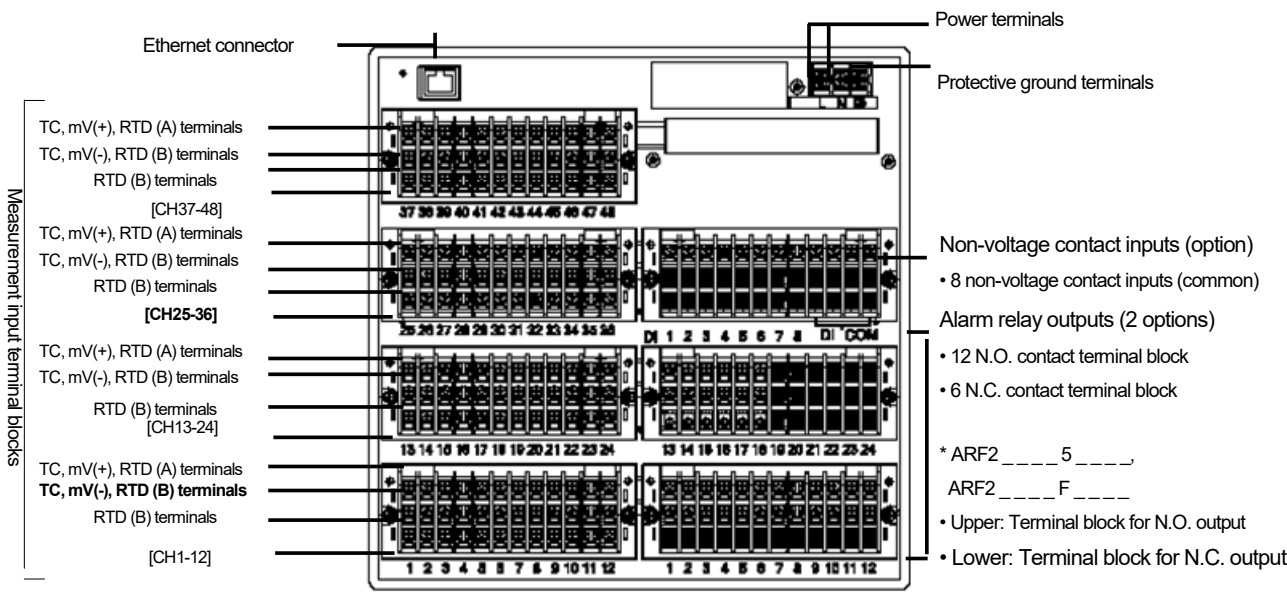 Ethernet connector
Power terminals
Protective ground terminals
L N
Measurement input terminal blocks
TC, mV(+), RTD (A) terminals
TC, mV(-), RTD (B) terminals
RTD (B) terminals
[CH37-48]
37 38 39 40 41 42 43 44 45 46 47 48
TC, mV(+), RTD (A) terminals
TC, mV(-), RTD (B) terminals
RTD (B) terminals
[CH25-36]
25 26 27 28 29 30 31 32 33 34 35 36
DI 1 2 3 4 5 6 7 8 DI COM
TC, mV(+), RTD (A) terminals
TC, mV(-), RTD (B) terminals
RTD (B) terminals
[CH13-24]
13 14 15 16 17 18 19 20 21 22 23 24
13 14 15 16 17 18 19 20 21 22 23 24
TC, mV(+), RTD (A) terminals
TC, mV(-), RTD (B) terminals
RTD (B) terminals
[CH1-12]
1 2 3 4 5 6 7 8 9 10 11 12
1 2 3 4 5 6 7 8 9 10 11 12
Non-voltage contact inputs (option)
• 8 non-voltage contact inputs (common)
Alarm relay outputs (2 options)
• 12 N.O. contact terminal block
• 6 N.C. contact terminal block
* ARF2 _ _ _ _ 5 _ _ _ _,
ARF2 _ _ _ _ F _ _ _ _
• Upper: Terminal block for N.O. output
• Lower: Terminal block for N.C. output